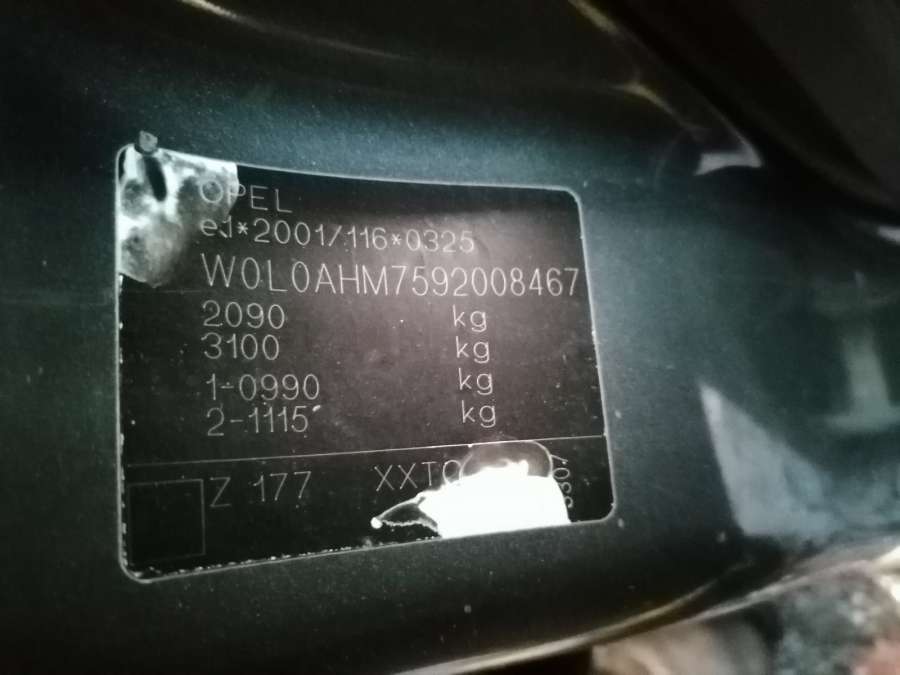 OPEL
e1*2001/116*0325
W0L0AHM7592008467
2090 kg
3100 kg
1-0990 kg
2-1115 kg
Z 177